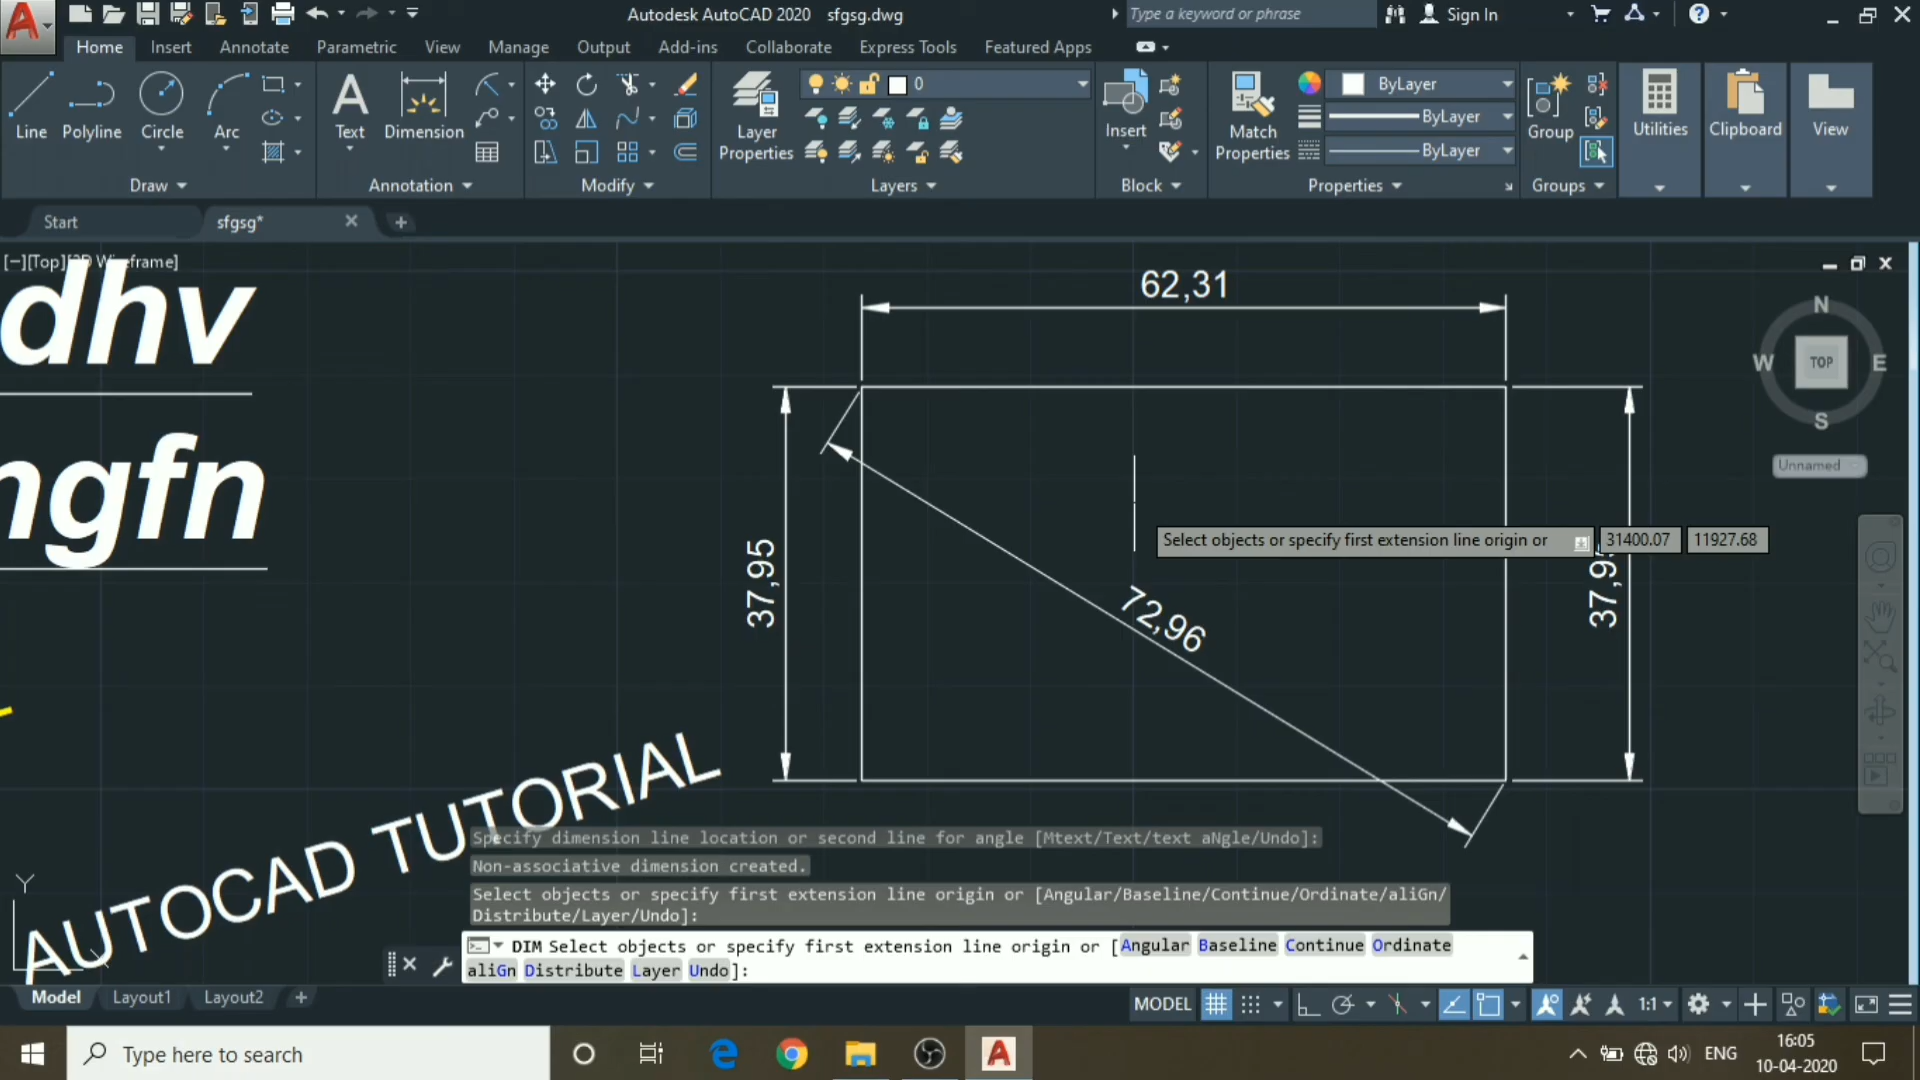 Autodesk AutoCAD 2020 sfgsg.dwg
Type a keyword or phrase
Sign In
Home Insert Annotate Parametric View Manage Output Add-ins Collaborate Express Tools Featured Apps
Line Polyline Circle Arc
Text Dimension
Layer Properties
0
Insert
Match Properties
ByLayer
ByLayer
ByLayer
Group
Utilities
Clipboard
View
Draw Annotation Modify Layers Block Properties Groups
Start sfgsg*
[−][Top][2D Wireframe]
dhv
ngfn
AUTOCAD TUTORIAL
62,31
37,95
72,96
37,95
N
W TOP E
S
Unnamed
Select objects or specify first extension line origin or 31400.07 11927.68
Y
Specify dimension line location or second line for angle [Mtext/Text/text aNgle/Undo]:
Non-associative dimension created.
Select objects or specify first extension line origin or [Angular/Baseline/Continue/Ordinate/aliGn/
Distribute/Layer/Undo]:
DIM Select objects or specify first extension line origin or [Angular Baseline Continue Ordinate
aliGn Distribute Layer Undo]:
Model Layout1 Layout2
MODEL 1:1
Type here to search
ENG
16:05
10-04-2020